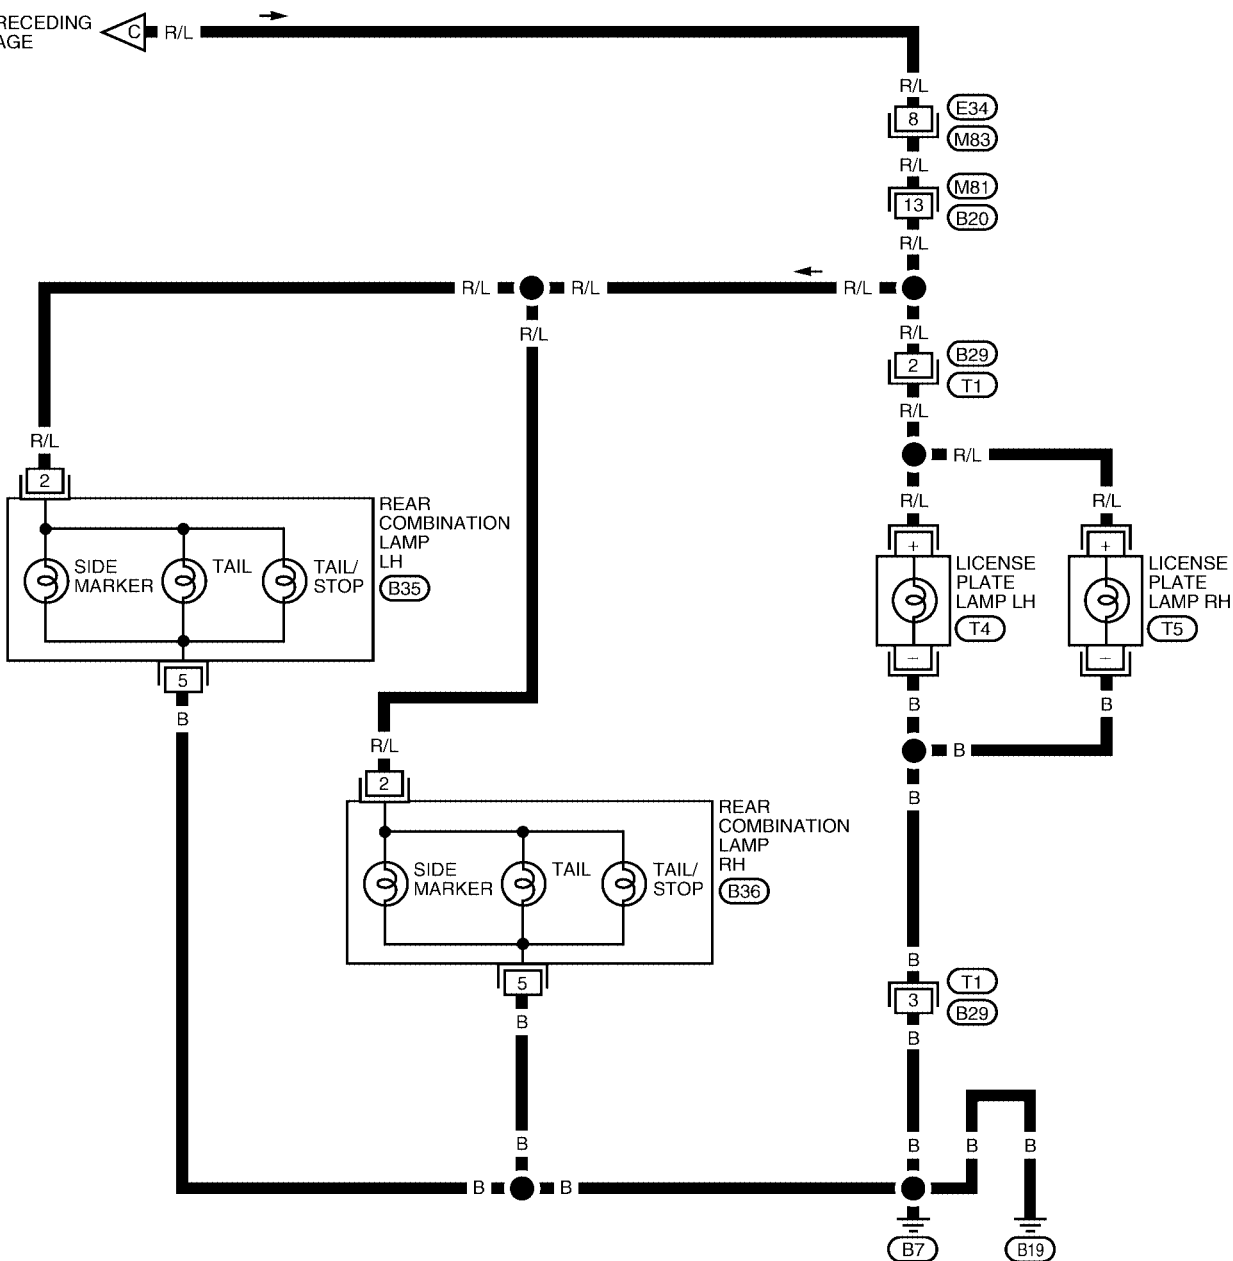 RECEDING
AGE
C
R/L
R/L
8
E34
M83
R/L
13
M81
B20
R/L
R/L
R/L
R/L
R/L
R/L
2
B29
T1
R/L
R/L
R/L
R/L
R/L
2
REAR
COMBINATION
LAMP
LH
B35
SIDE
MARKER
TAIL
TAIL/
STOP
5
B
+
LICENSE
PLATE
LAMP LH
T4
–
+
LICENSE
PLATE
LAMP RH
T5
–
B
B
B
B
R/L
2
REAR
COMBINATION
LAMP
RH
B36
SIDE
MARKER
TAIL
TAIL/
STOP
5
B
B
3
T1
B29
B
B
B
B
B
B
B
B7
B19